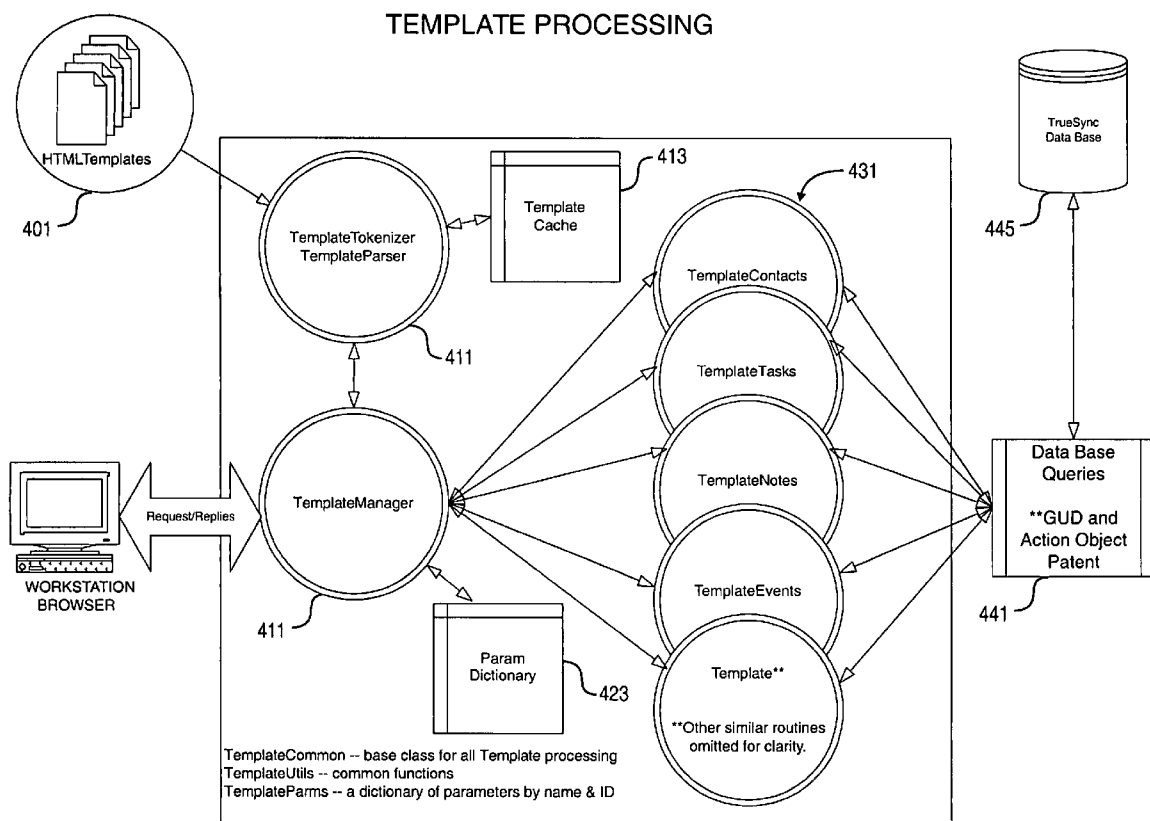 TEMPLATE PROCESSING
HTMLTemplates
401
TemplateTokenizer
TemplateParser
411
Template
Cache
413
431
TemplateContacts
TemplateTasks
TemplateNotes
TemplateEvents
Template**
**Other similar routines
omitted for clarity.
TrueSync
Data Base
445
Data Base
Queries
**GUD and
Action Object
Patent
441
Request/Replies
WORKSTATION
BROWSER
TemplateManager
411
Param
Dictionary
423
TemplateCommon -- base class for all Template processing
TemplateUtils -- common functions
TemplateParms -- a dictionary of parameters by name & ID